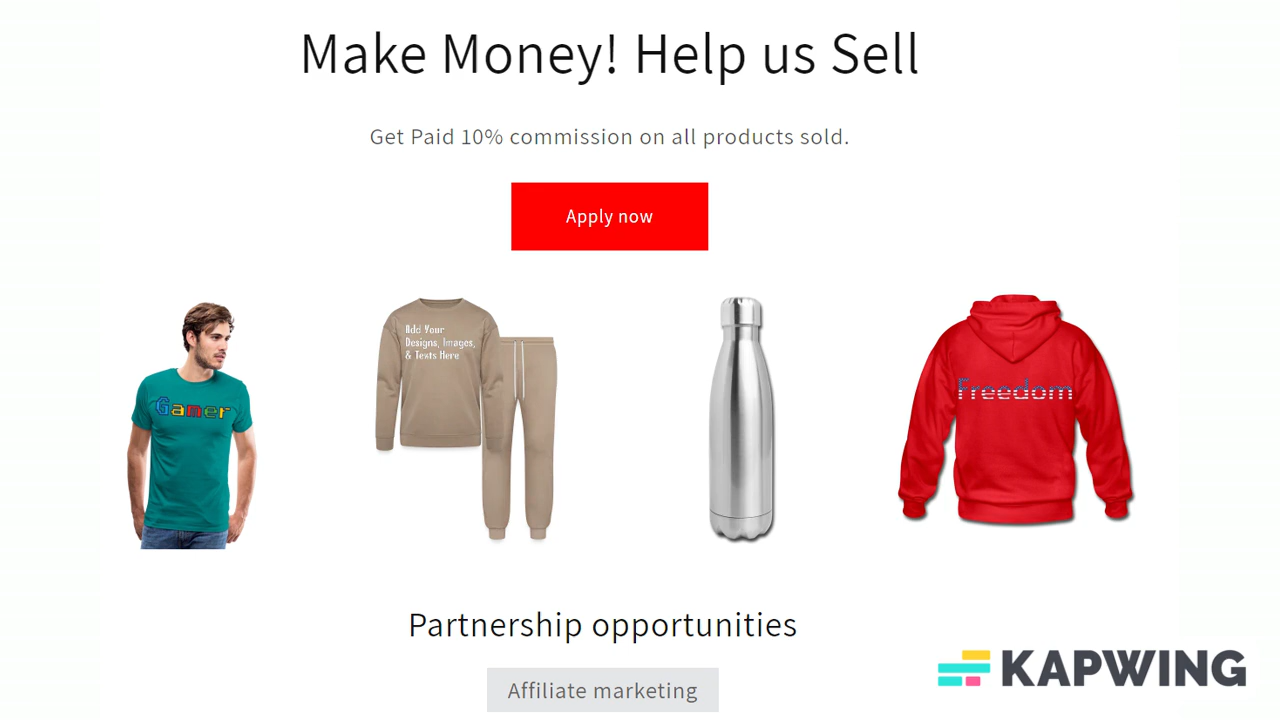 Make Money! Help us Sell
Get Paid 10% commission on all products sold.
Apply now
Gamer
Add Your
Designs, Images,
& Texts Here
Freedom
Partnership opportunities
Affiliate marketing
KAPWING